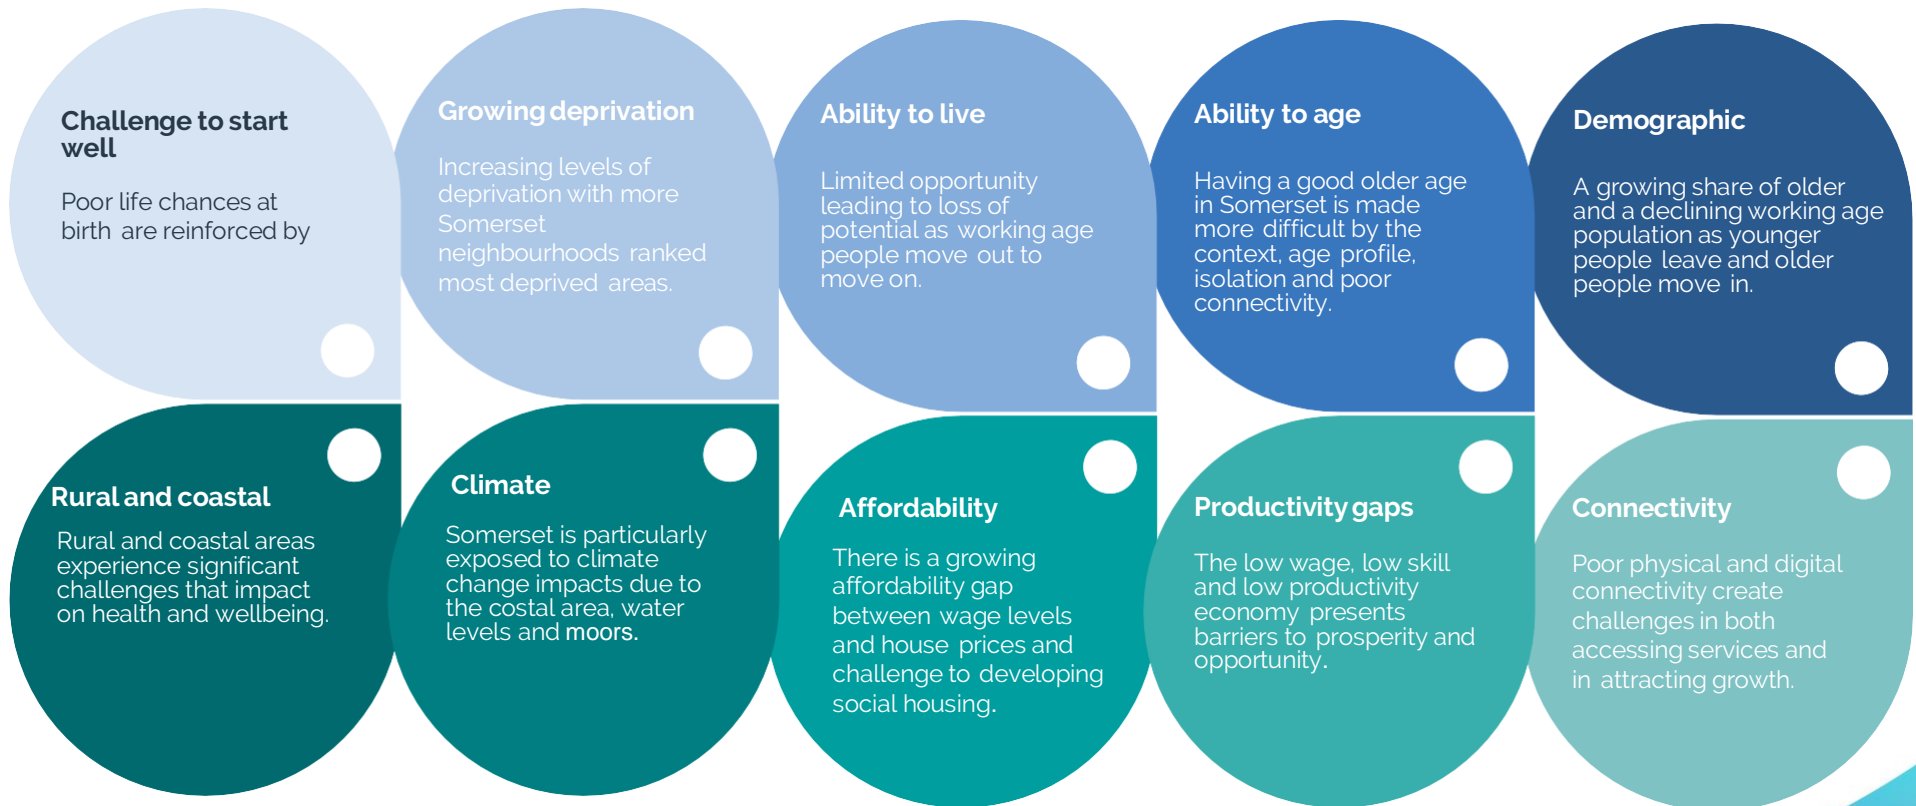 Challenge to start
well
Poor life chances at
birth are reinforced by
Growing deprivation
Increasing levels of
deprivation with more
Somerset
neighbourhoods ranked
most deprived areas.
Ability to live
Limited opportunity
leading to loss of
potential as working age
people move out to
move on.
Ability to age
Having a good older age
in Somerset is made
more difficult by the
context, age profile,
isolation and poor
connectivity.
Demographic
A growing share of older
and a declining working age
population as younger
people leave and older
people move in.
Rural and coastal
Rural and coastal areas
experience significant
challenges that impact
on health and wellbeing.
Climate
Somerset is particularly
exposed to climate
change impacts due to
the costal area, water
levels and moors.
Affordability
There is a growing
affordability gap
between wage levels
and house prices and
challenge to developing
social housing.
Productivity gaps
The low wage, low skill
and low productivity
economy presents
barriers to prosperity and
opportunity.
Connectivity
Poor physical and digital
connectivity create
challenges in both
accessing services and
in attracting growth.